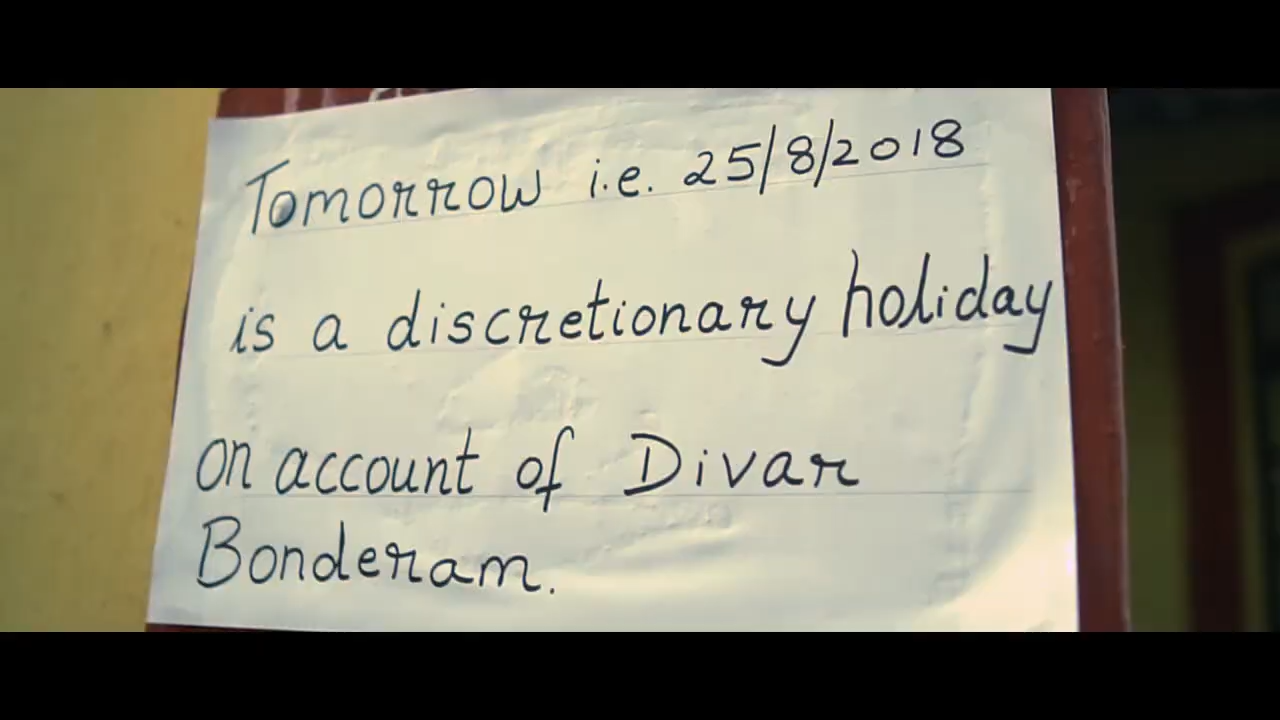 Tomorrow i.e. 25/8/2018
is a discretionary holiday
on account of Divar
Bonderam.